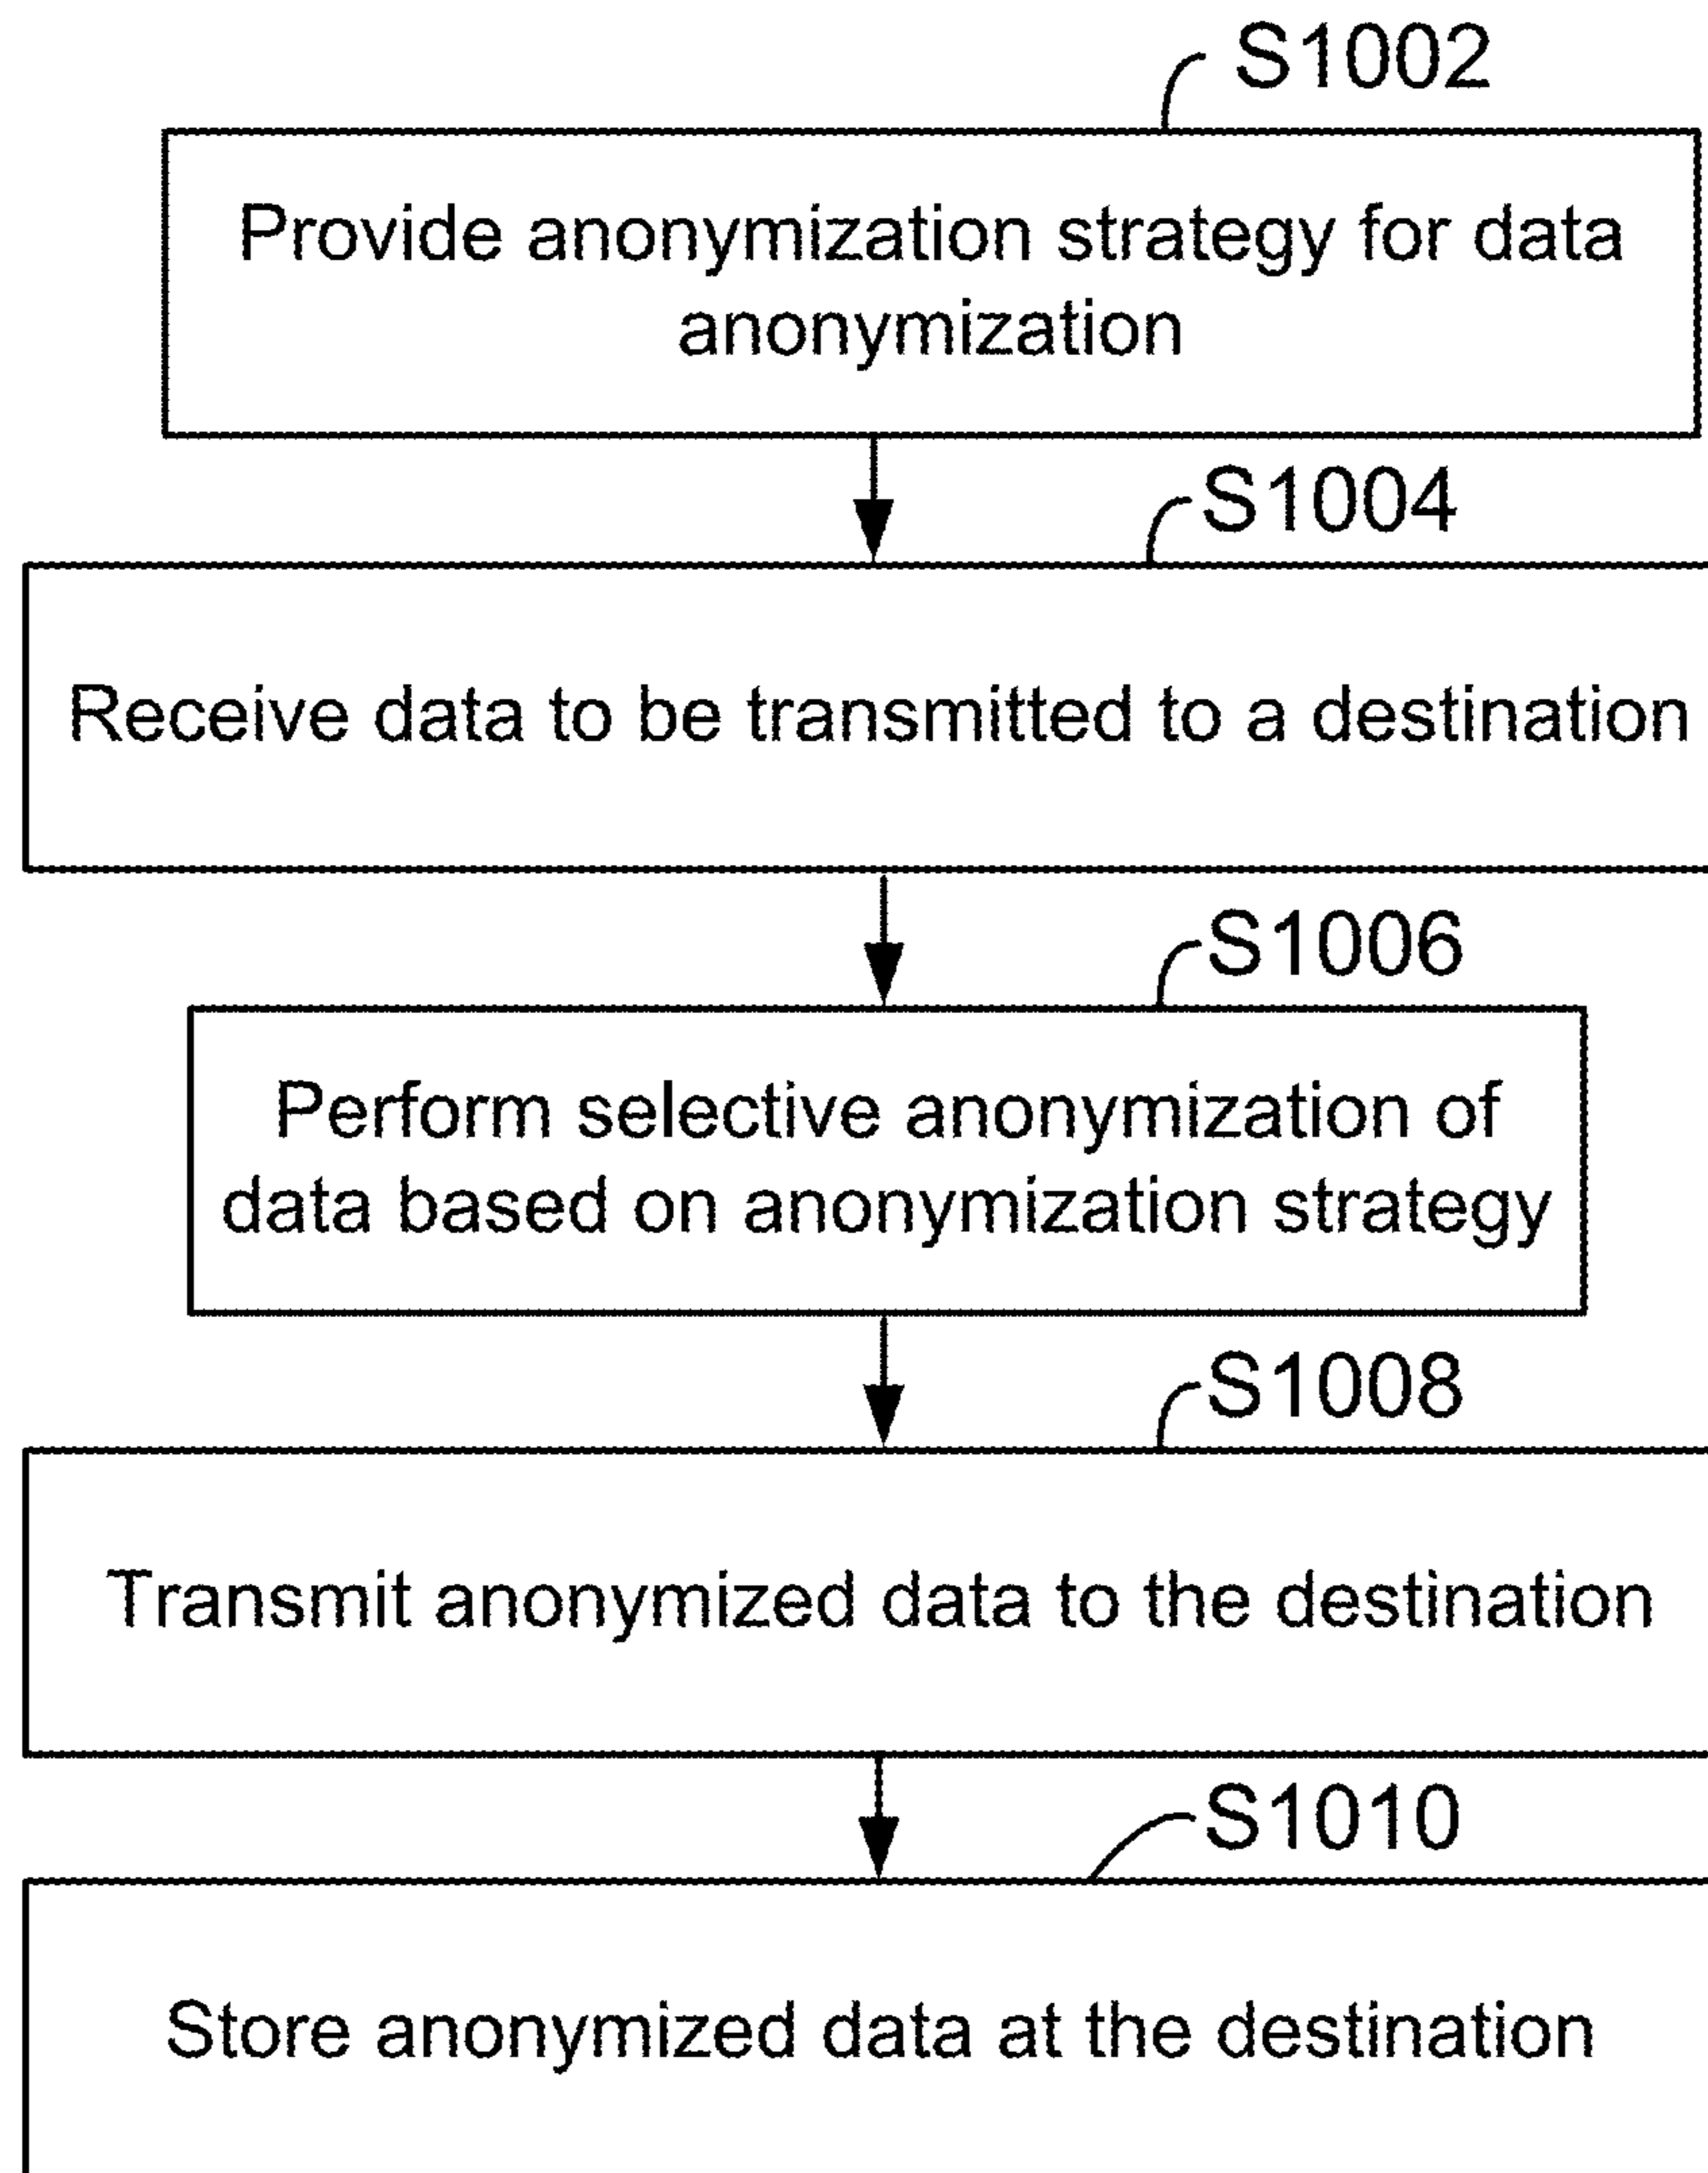 S1002
Provide anonymization strategy for data
anonymization
S1004
Receive data to be transmitted to a destination
S1006
Perform selective anonymization of
data based on anonymization strategy
S1008
Transmit anonymized data to the destination
S1010
Store anonymized data at the destination